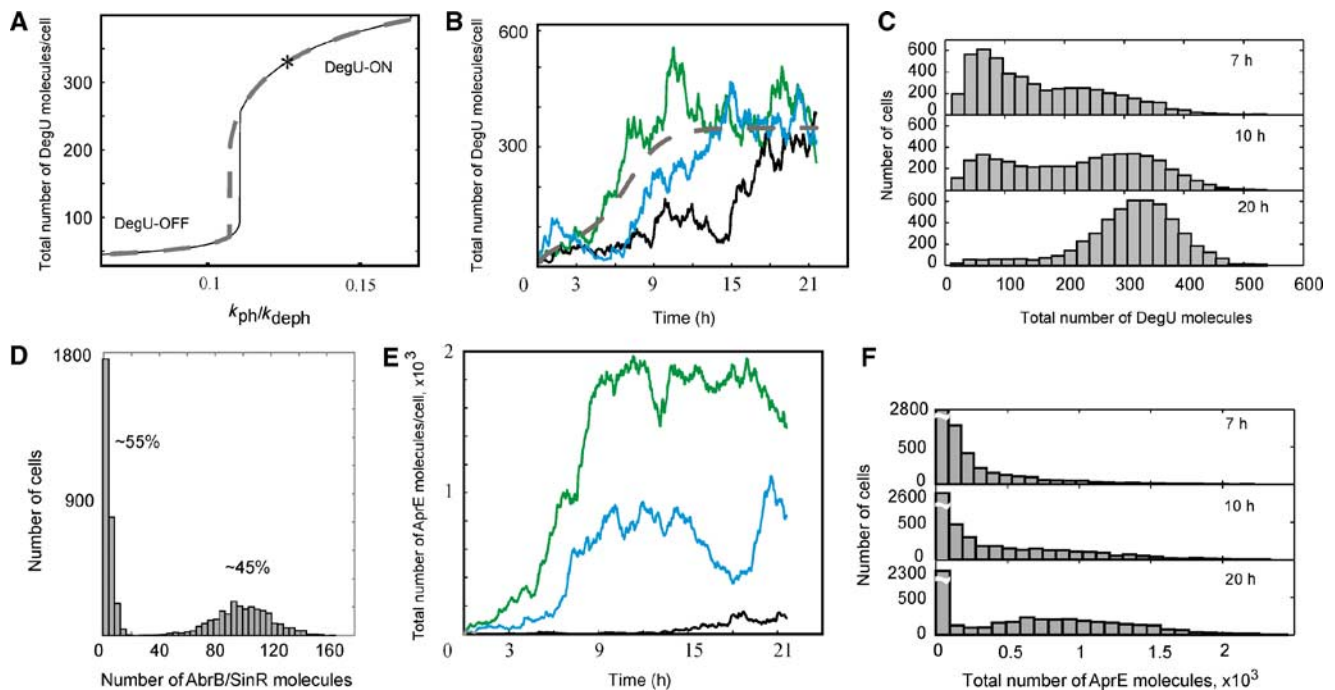 A
Total number of DegU molecules/cell
300
200
100
DegU-ON
DegU-OFF
0.1
0.15
kph/kdeph
B
Total number of DegU molecules/cell
600
300
0
3
9
15
21
Time (h)
C
Number of cells
600
400
200
0
7 h
400
200
0
10 h
600
400
200
0
20 h
0
100
200
300
400
500
600
Total number of DegU molecules
D
Number of cells
1800
900
~55%
~45%
0
40
80
120
160
Number of AbrB/SinR molecules
E
Total number of AprE molecules/cell, x10³
2
1
0
0
3
9
15
21
Time (h)
F
Number of cells
2800
500
0
7 h
2600
500
0
10 h
2300
500
0
20 h
0
0.5
1
1.5
2
Total number of AprE molecules, x10³